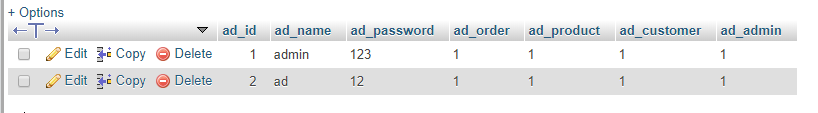 + Options
←T→ ad_id ad_name ad_password ad_order ad_product ad_customer ad_admin
Edit Copy Delete 1 admin 123 1 1 1 1
Edit Copy Delete 2 ad 12 1 1 1 1